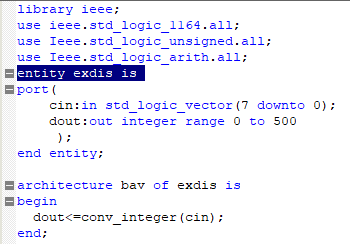 library ieee;
use ieee.std_logic_1164.all;
use Ieee.std_logic_unsigned.all;
use Ieee.std_logic_arith.all;
entity exdis is
port(
    cin:in std_logic_vector(7 downto 0);
    dout:out integer range 0 to 500
     );
end entity;

architecture bav of exdis is
begin
  dout<=conv_integer(cin);
end;